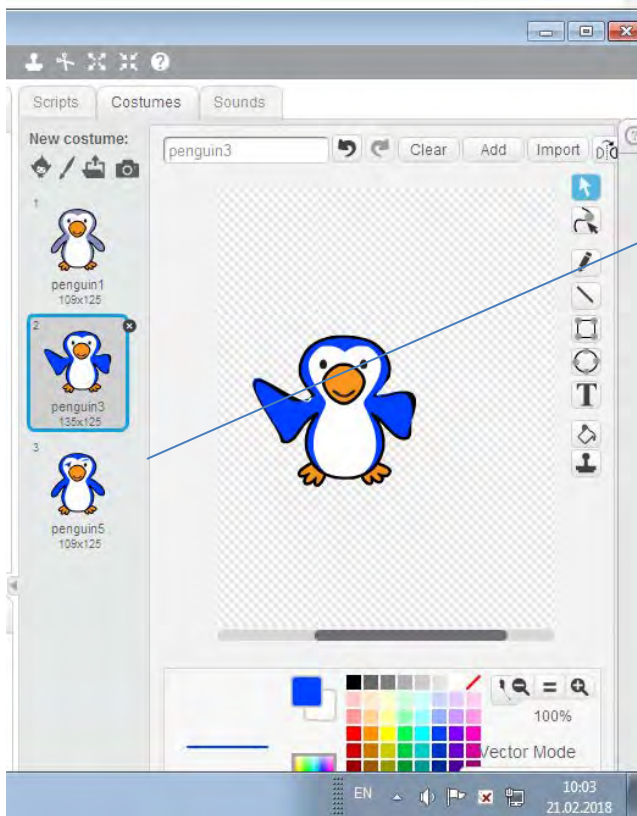 Scripts Costumes Sounds
New costume:
penguin3 Clear Add Import
1
penguin1
109x125
2
penguin3
135x125
3
penguin5
109x125
T
100%
Vector Mode
EN 10:03
21.02.2018